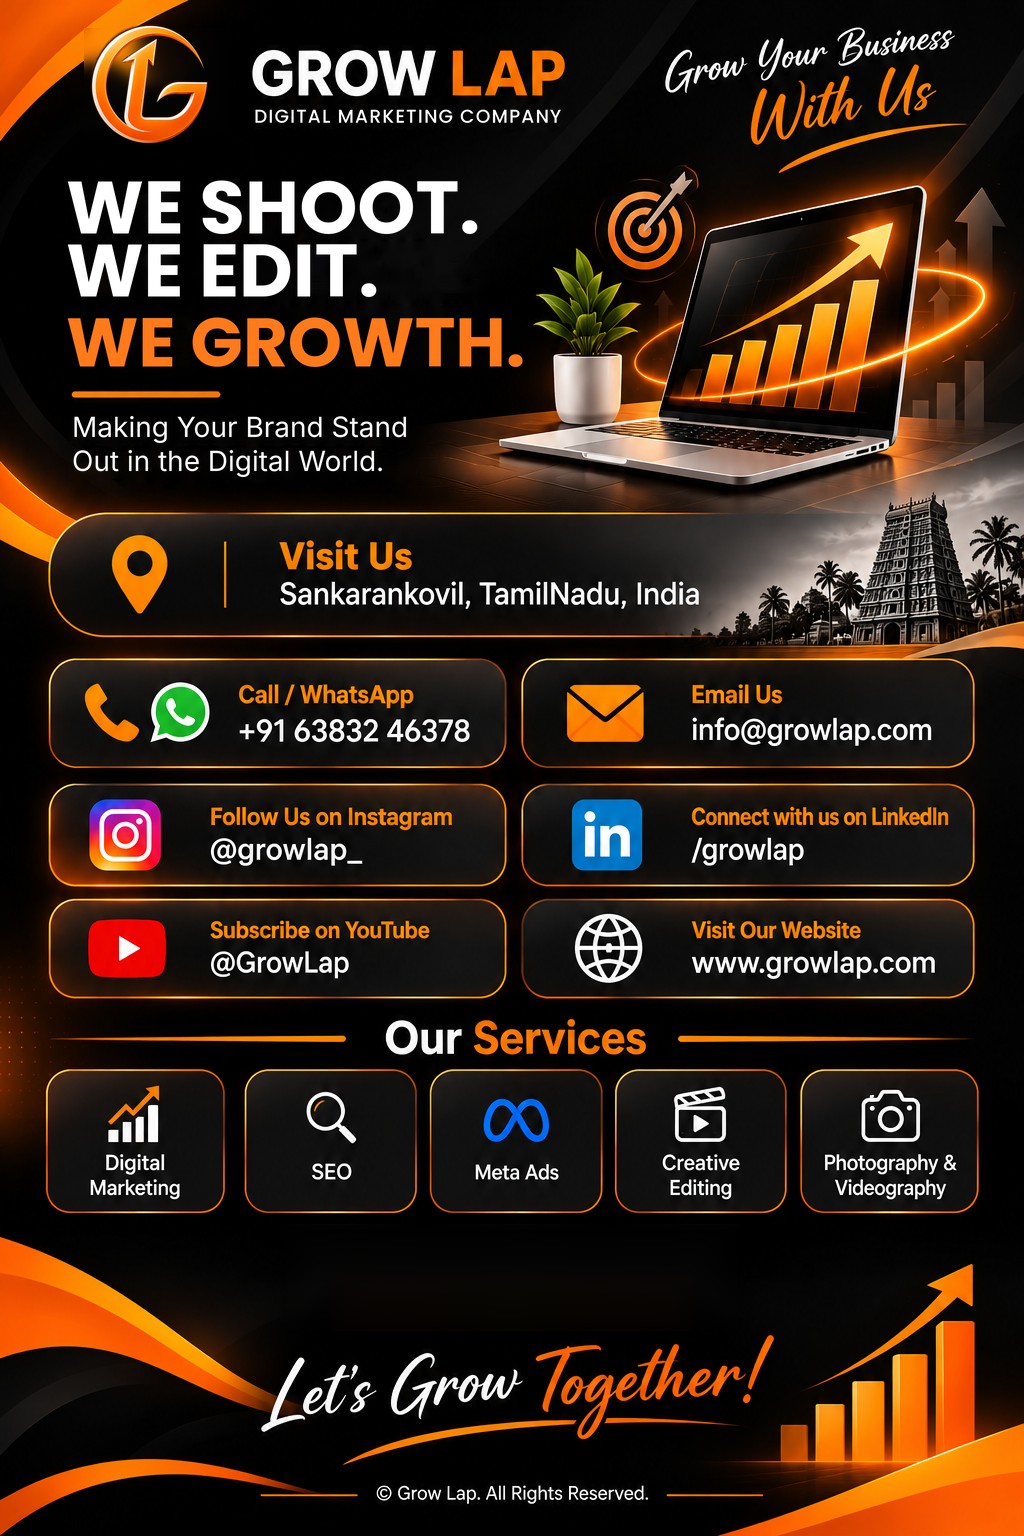 GROW LAP
DIGITAL MARKETING COMPANY
Grow Your Business
With Us
WE SHOOT.
WE EDIT.
WE GROWTH.
Making Your Brand Stand
Out in the Digital World.
Visit Us
Sankarankovil, TamilNadu, India
Call / WhatsApp
+91 63832 46378
Email Us
info@growlap.com
Follow Us on Instagram
@growlap_
Connect with us on LinkedIn
/growlap
Subscribe on YouTube
@GrowLap
Visit Our Website
www.growlap.com
Our Services
Digital
Marketing
SEO
Meta Ads
Creative
Editing
Photography &
Videography
Let's Grow Together!
© Grow Lap. All Rights Reserved.